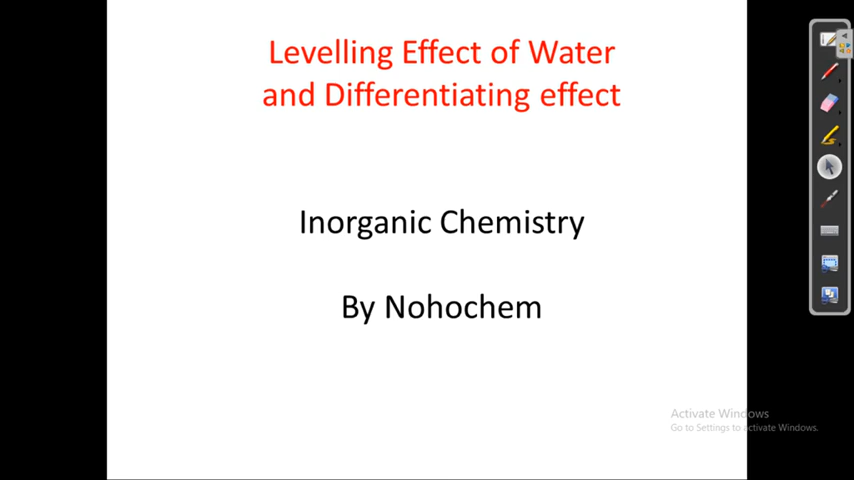 Levelling Effect of Water
and Differentiating effect
Inorganic Chemistry
By Nohochem
Activate Windows
Go to Settings to activate Windows.